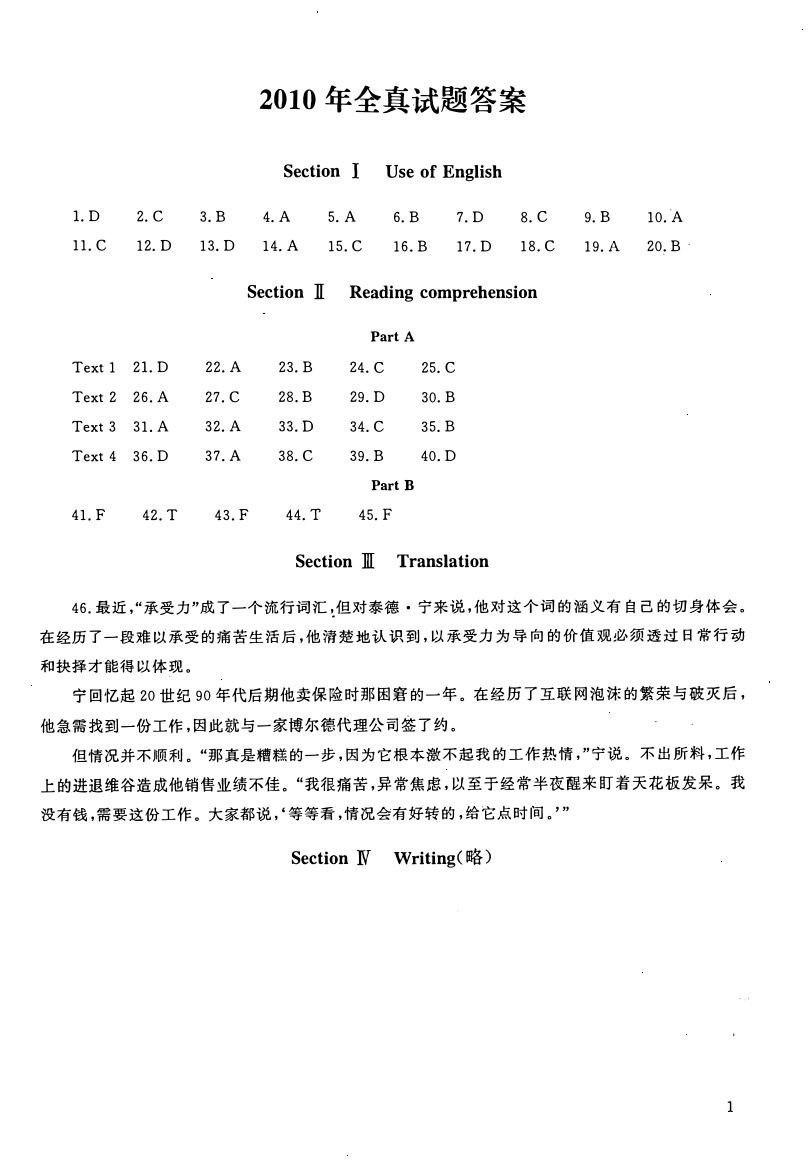 2010 年全真试题答案
Section Ⅰ Use of English
1. D 2. C 3. B 4. A 5. A 6. B 7. D 8. C 9. B 10. A
11. C 12. D 13. D 14. A 15. C 16. B 17. D 18. C 19. A 20. B
Section Ⅱ Reading comprehension
Part A
Text 1 21. D 22. A 23. B 24. C 25. C
Text 2 26. A 27. C 28. B 29. D 30. B
Text 3 31. A 32. A 33. D 34. C 35. B
Text 4 36. D 37. A 38. C 39. B 40. D
Part B
41. F 42. T 43. F 44. T 45. F
Section Ⅲ Translation
46. 最近,“承受力”成了一个流行词汇,但对泰德·宁来说,他对这个词的涵义有自己的切身体会。
在经历了一段难以承受的痛苦生活后,他清楚地认识到,以承受力为导向的价值观必须透过日常行动
和抉择才能得以体现。
宁回忆起 20 世纪 90 年代后期他卖保险时那困窘的一年。在经历了互联网泡沫的繁荣与破灭后,
他急需找到一份工作,因此就与一家博尔德代理公司签了约。
但情况并不顺利。“那真是糟糕的一步,因为它根本激不起我的工作热情,”宁说。不出所料,工作
上的进退维谷造成他销售业绩不佳。“我很痛苦,异常焦虑,以至于经常半夜醒来盯着天花板发呆。我
没有钱,需要这份工作。大家都说,‘等等看,情况会有好转的,给它点时间。’”
Section Ⅳ Writing(略)
1